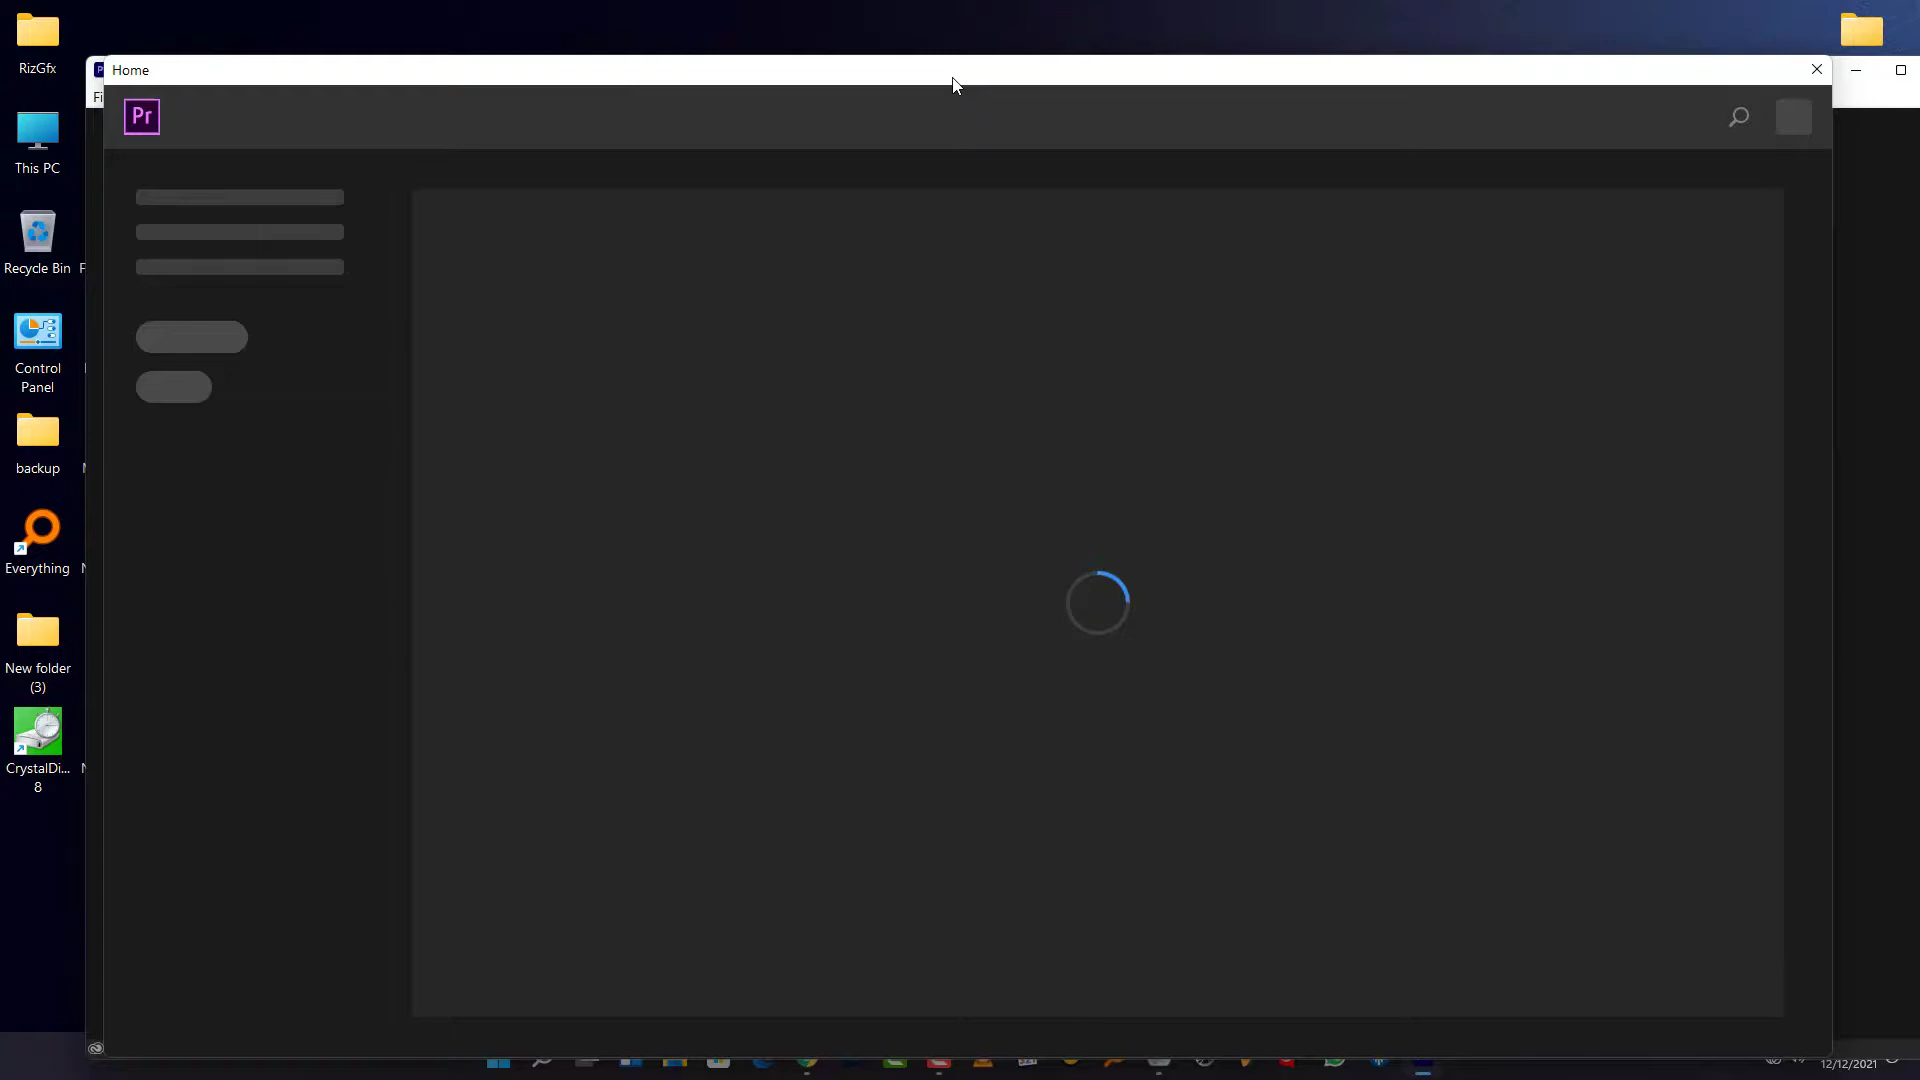 RizGfx
Home
Fi
Pr
This PC
Recycle Bin
F
Control
Panel
backup
Everything
New folder
(3)
CrystalDi...
8
12/12/2021